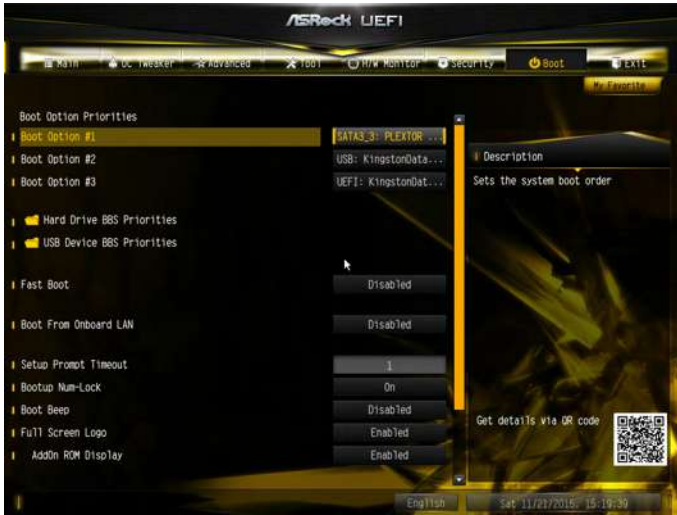 ASRock UEFI
Main OC Tweaker Advanced Tool H/W Monitor Security Boot Exit
My Favorite
Boot Option Priorities
Boot Option #1 SATA3_3: PLEXTOR ...
Boot Option #2 USB: KingstonData...
Boot Option #3 UEFI: KingstonDat...
Hard Drive BBS Priorities
USB Device BBS Priorities
Fast Boot Disabled
Boot From Onboard LAN Disabled
Setup Prompt Timeout 1
Bootup Num-Lock On
Boot Beep Disabled
Full Screen Logo Enabled
AddOn ROM Display Enabled
Description
Sets the system boot order
Get details via QR code
English Sat 11/21/2015, 15:19:39